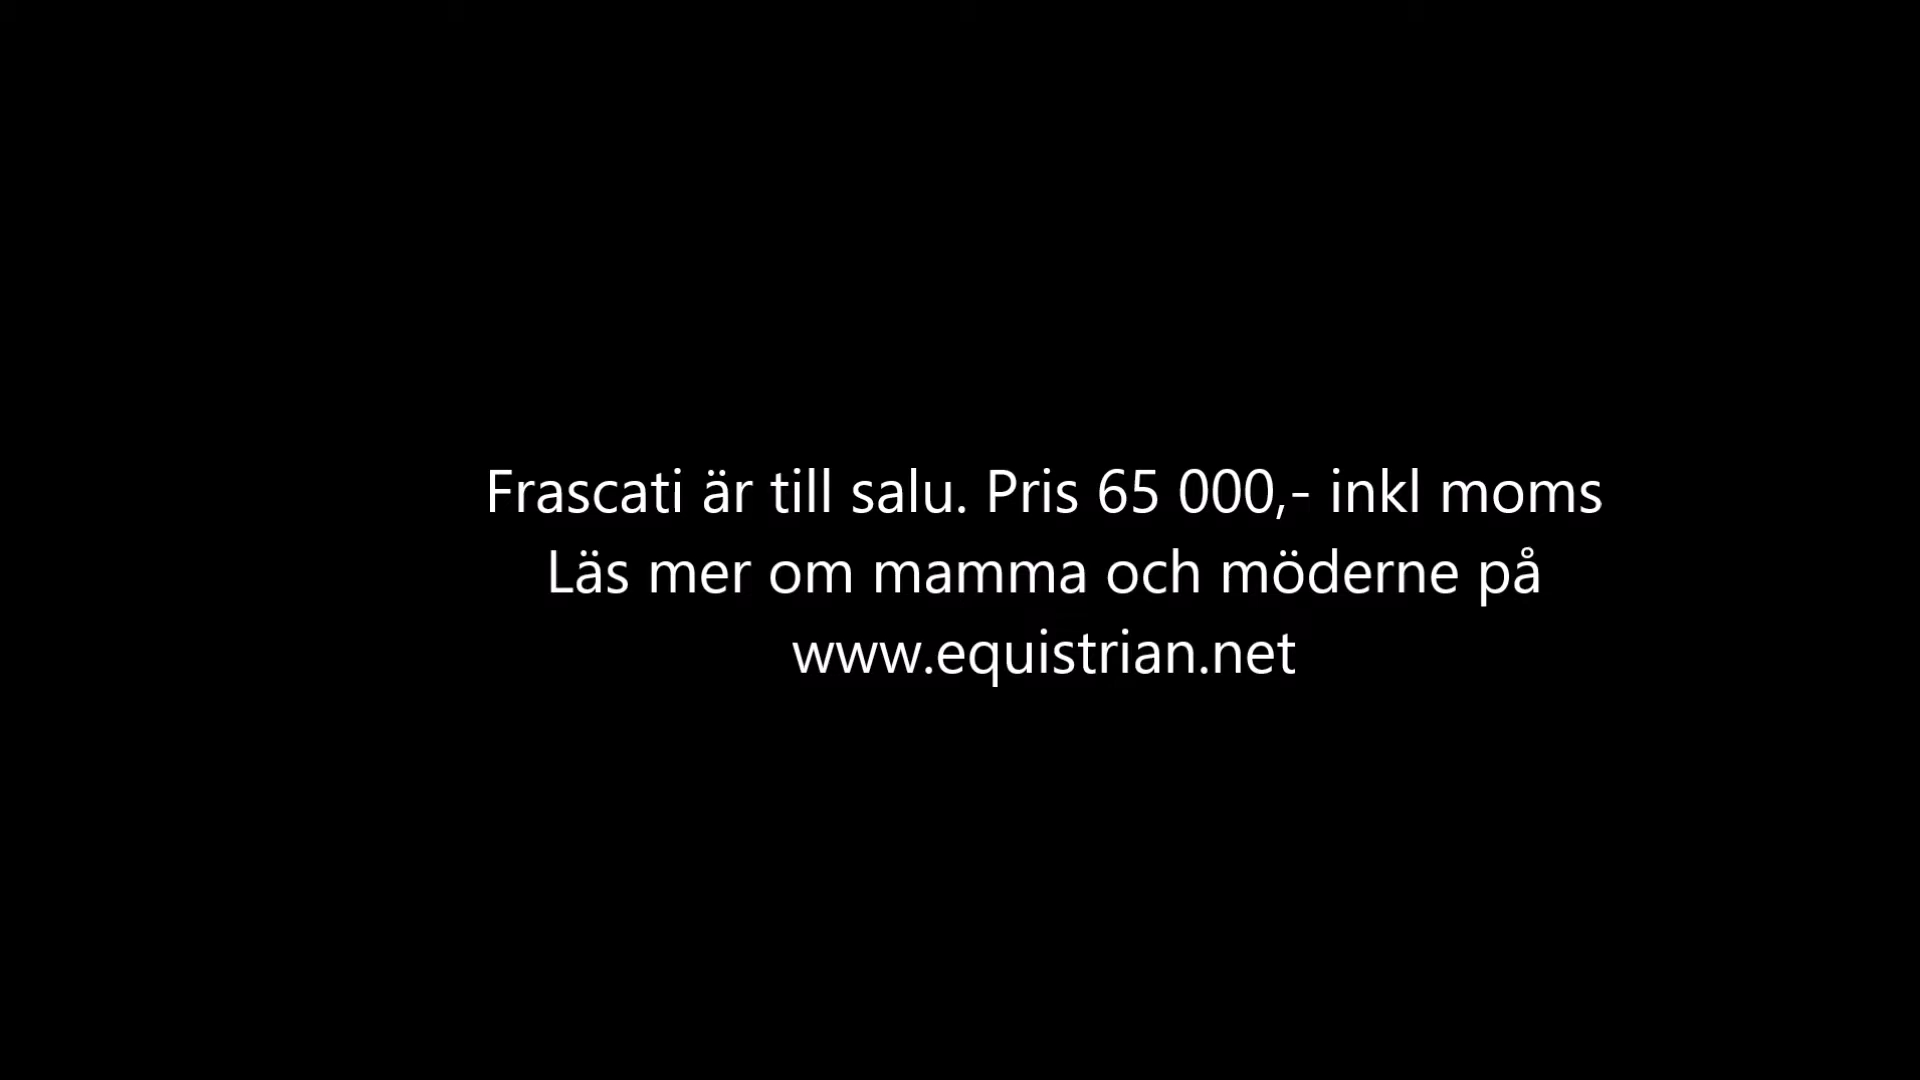 Frascati är till salu. Pris 65 000,- inkl moms
Läs mer om mamma och möderne på
www.equistrian.net